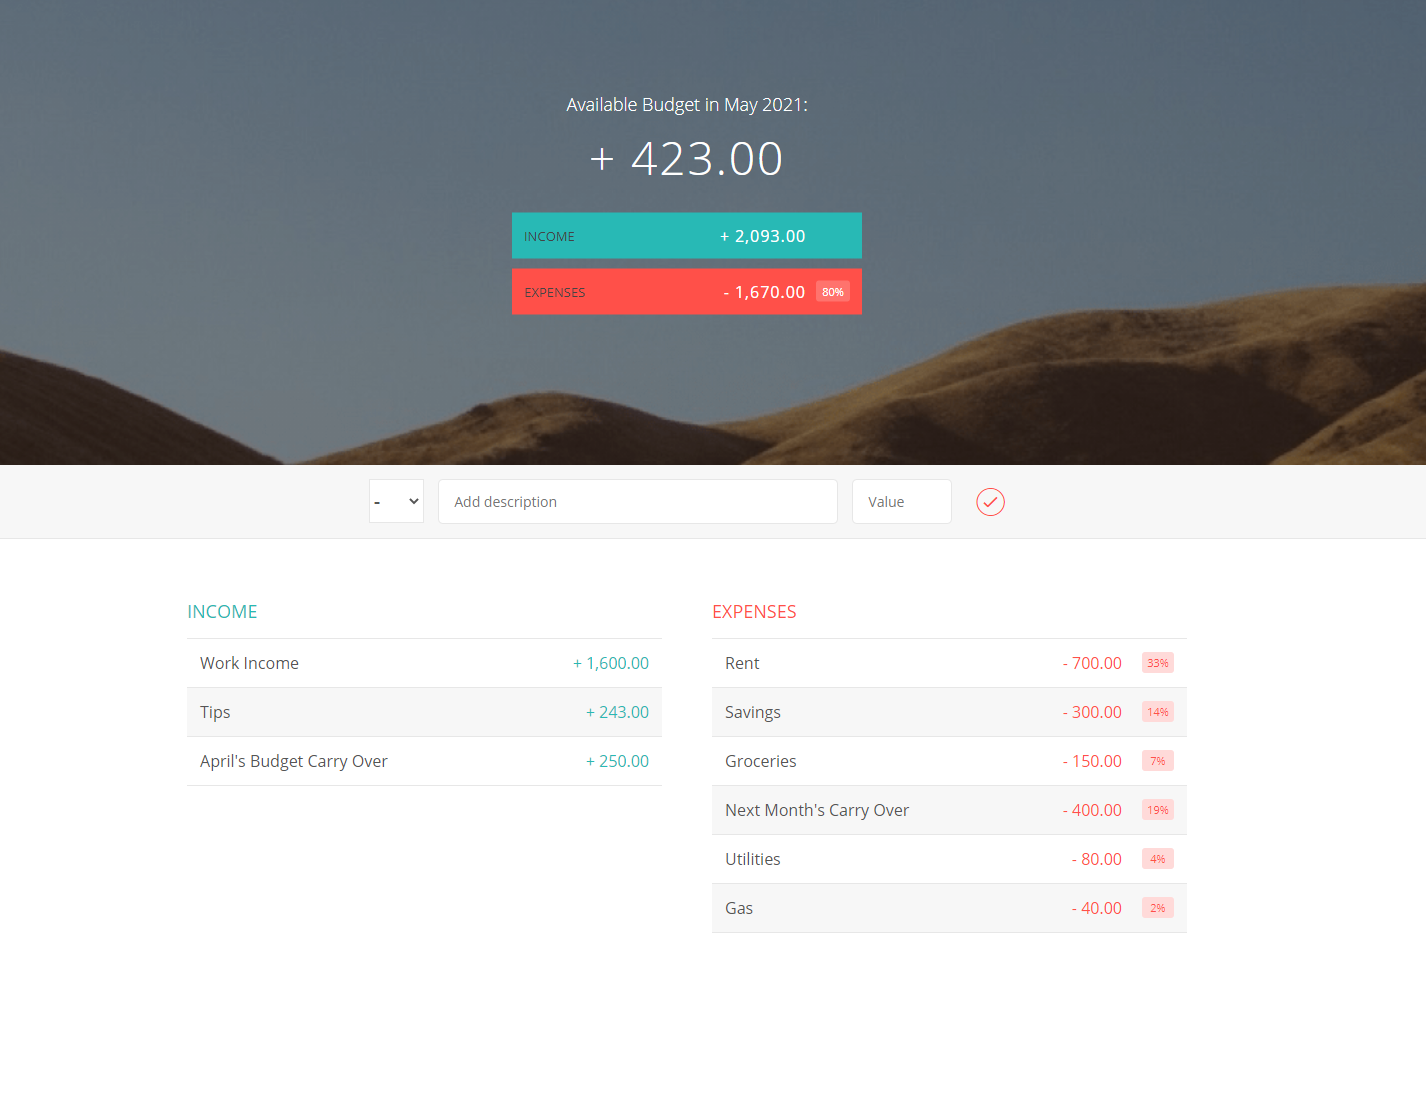 Available Budget in May 2021:
+ 423.00
INCOME + 2,093.00
EXPENSES - 1,670.00 80%
- Add description Value
INCOME
Work Income + 1,600.00
Tips + 243.00
April's Budget Carry Over + 250.00
EXPENSES
Rent - 700.00 33%
Savings - 300.00 14%
Groceries - 150.00 7%
Next Month's Carry Over - 400.00 19%
Utilities - 80.00 4%
Gas - 40.00 2%